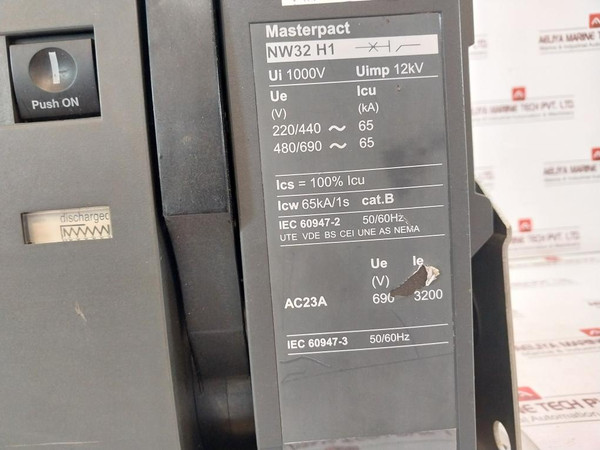 Masterpact
NW32 H1
Ui 1000V Uimp 12kV
Ue Icu
(V) (kA)
220/440 ~ 65
480/690 ~ 65
Ics = 100% Icu
Icw 65kA/1s cat.B
IEC 60947-2 50/60Hz
UTE VDE BS CEI UNE AS NEMA
Ue Ie
(V)
AC23A 690 3200
IEC 60947-3 50/60Hz
Push ON
discharged